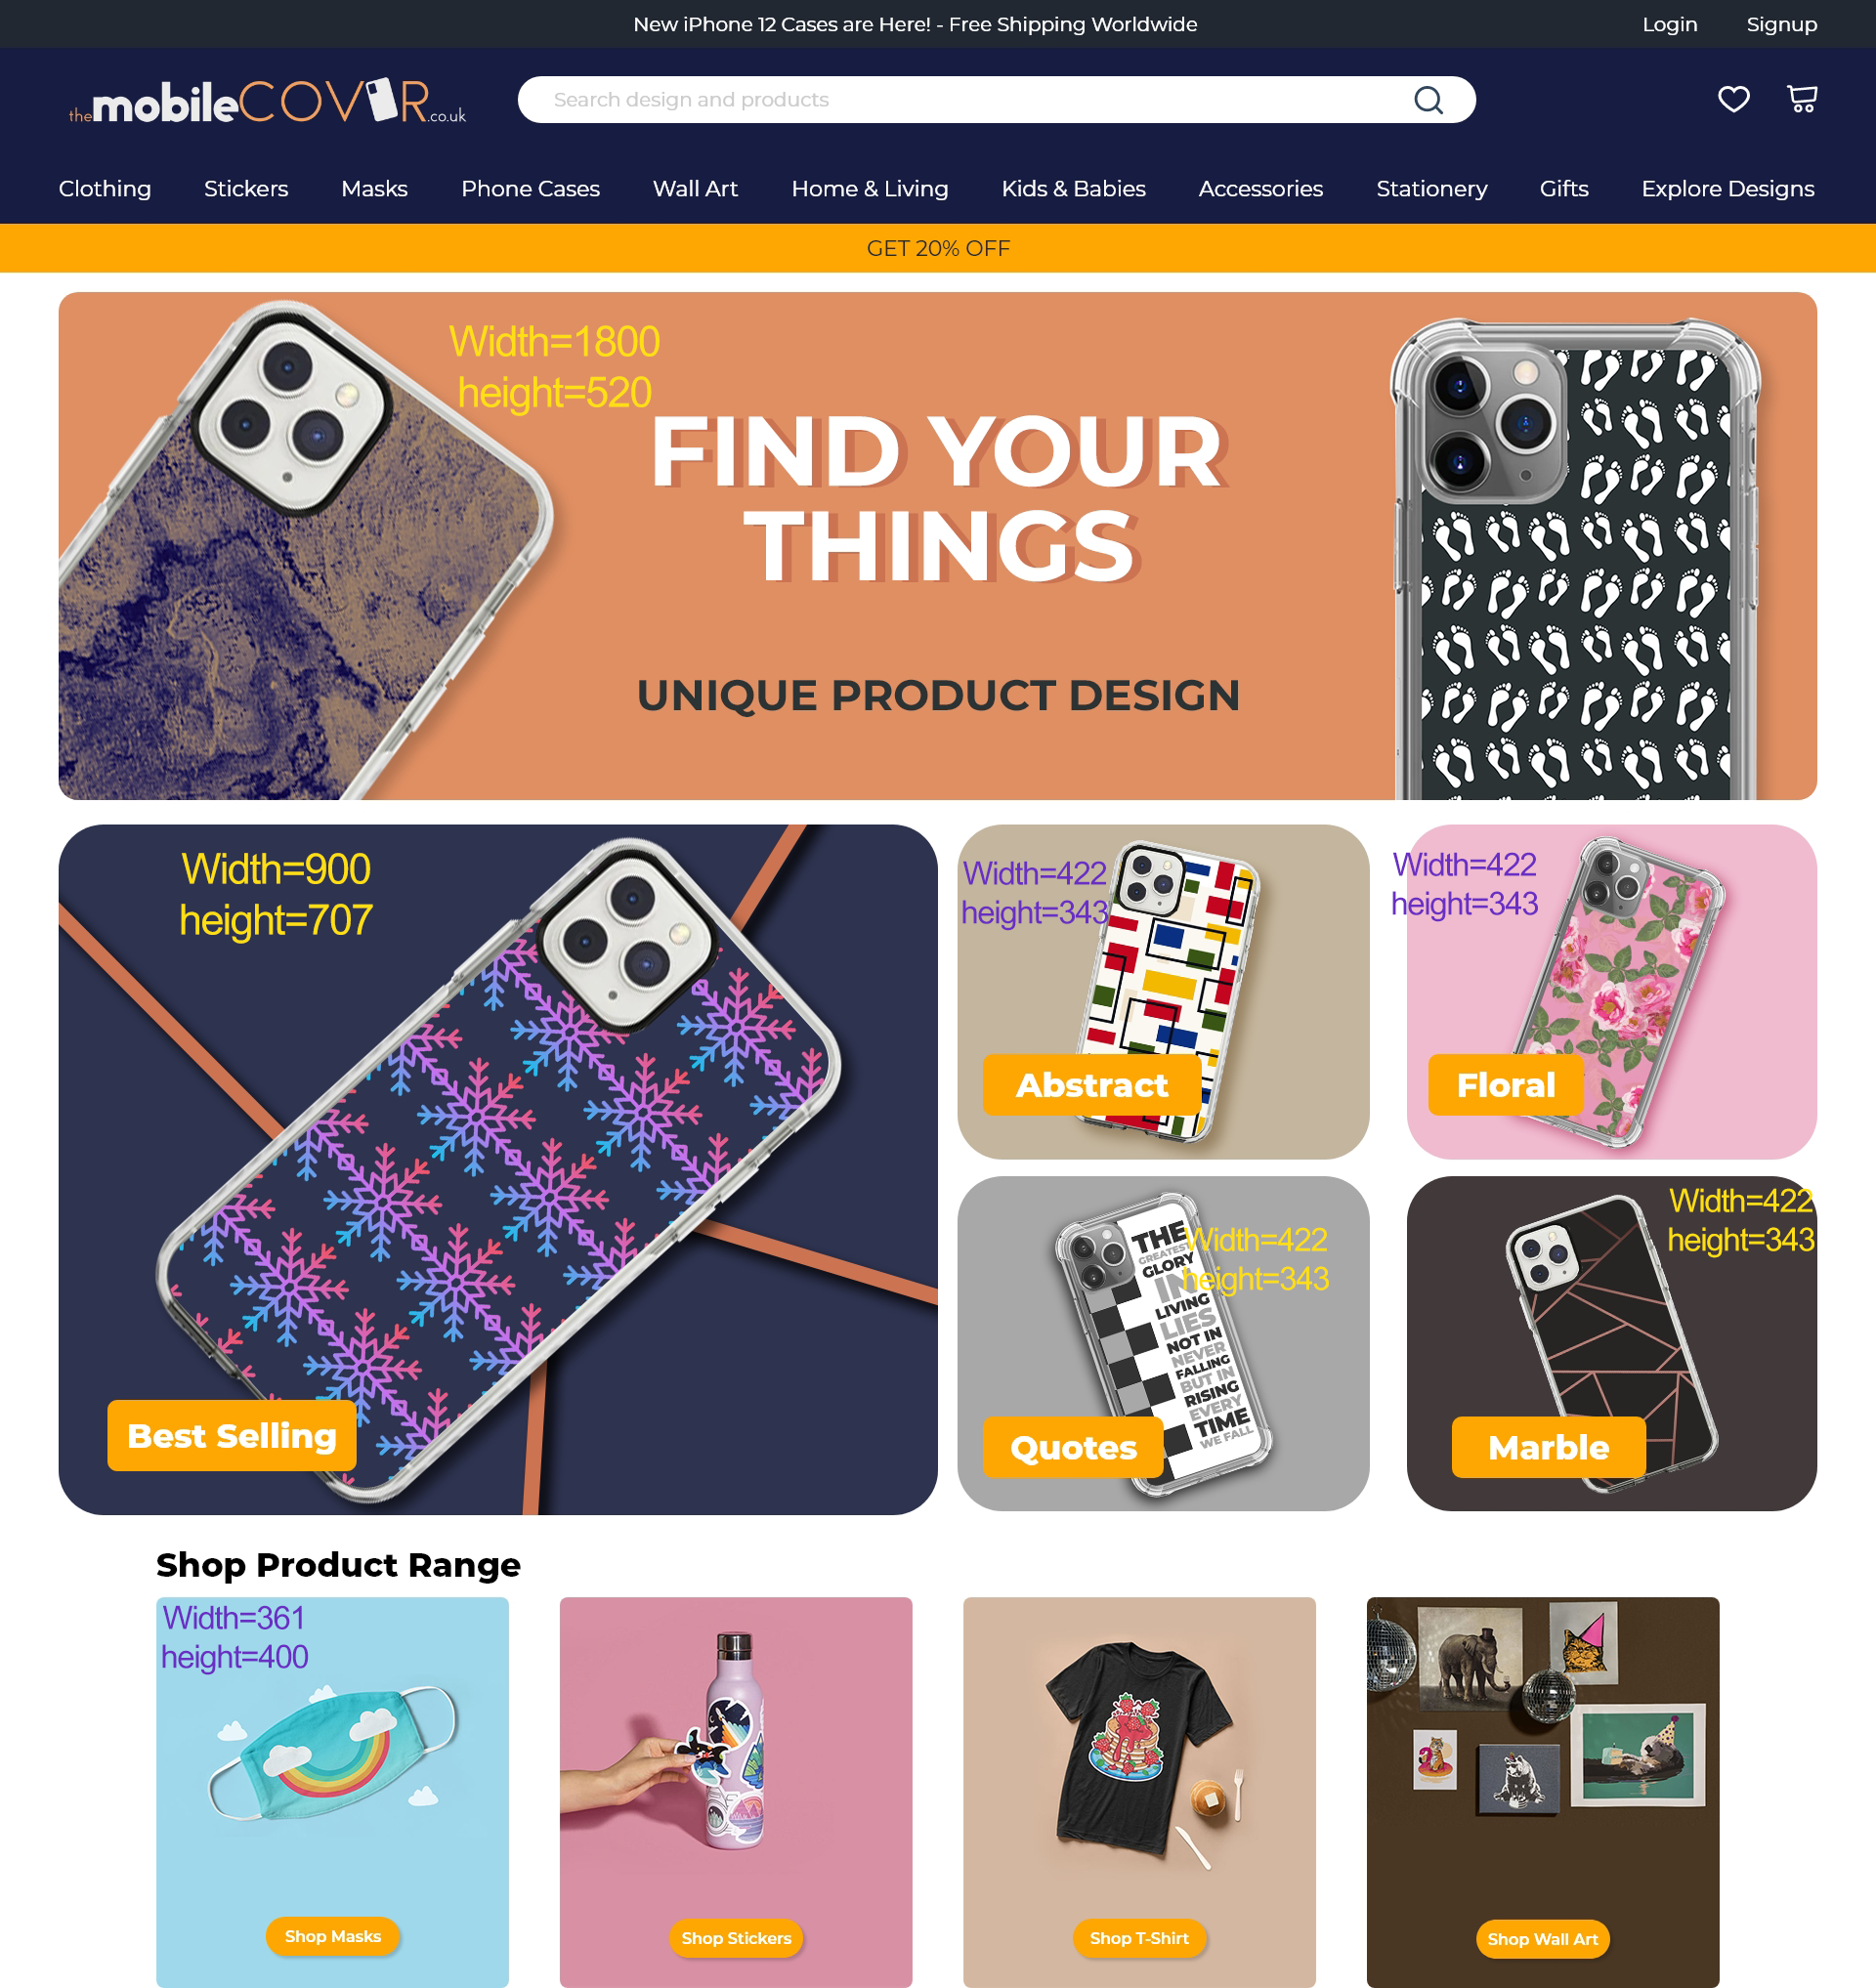 New iPhone 12 Cases are Here! - Free Shipping Worldwide
Login
Signup
themobileCOVER.co.uk
Search design and products
Clothing
Stickers
Masks
Phone Cases
Wall Art
Home & Living
Kids & Babies
Accessories
Stationery
Gifts
Explore Designs
GET 20% OFF
Width=1800
height=520
FIND YOUR
THINGS
UNIQUE PRODUCT DESIGN
Width=900
height=707
Best Selling
Width=422
height=343
Abstract
Width=422
height=343
Floral
THE
GREATEST
GLORY
IN
LIVING
LIES
NOT IN
NEVER
FALLING
BUT IN
RISING
EVERY
TIME
WE FALL
Width=422
height=343
Quotes
Width=422
height=343
Marble
Shop Product Range
Width=361
height=400
Shop Masks
Shop Stickers
Shop T-Shirt
Shop Wall Art